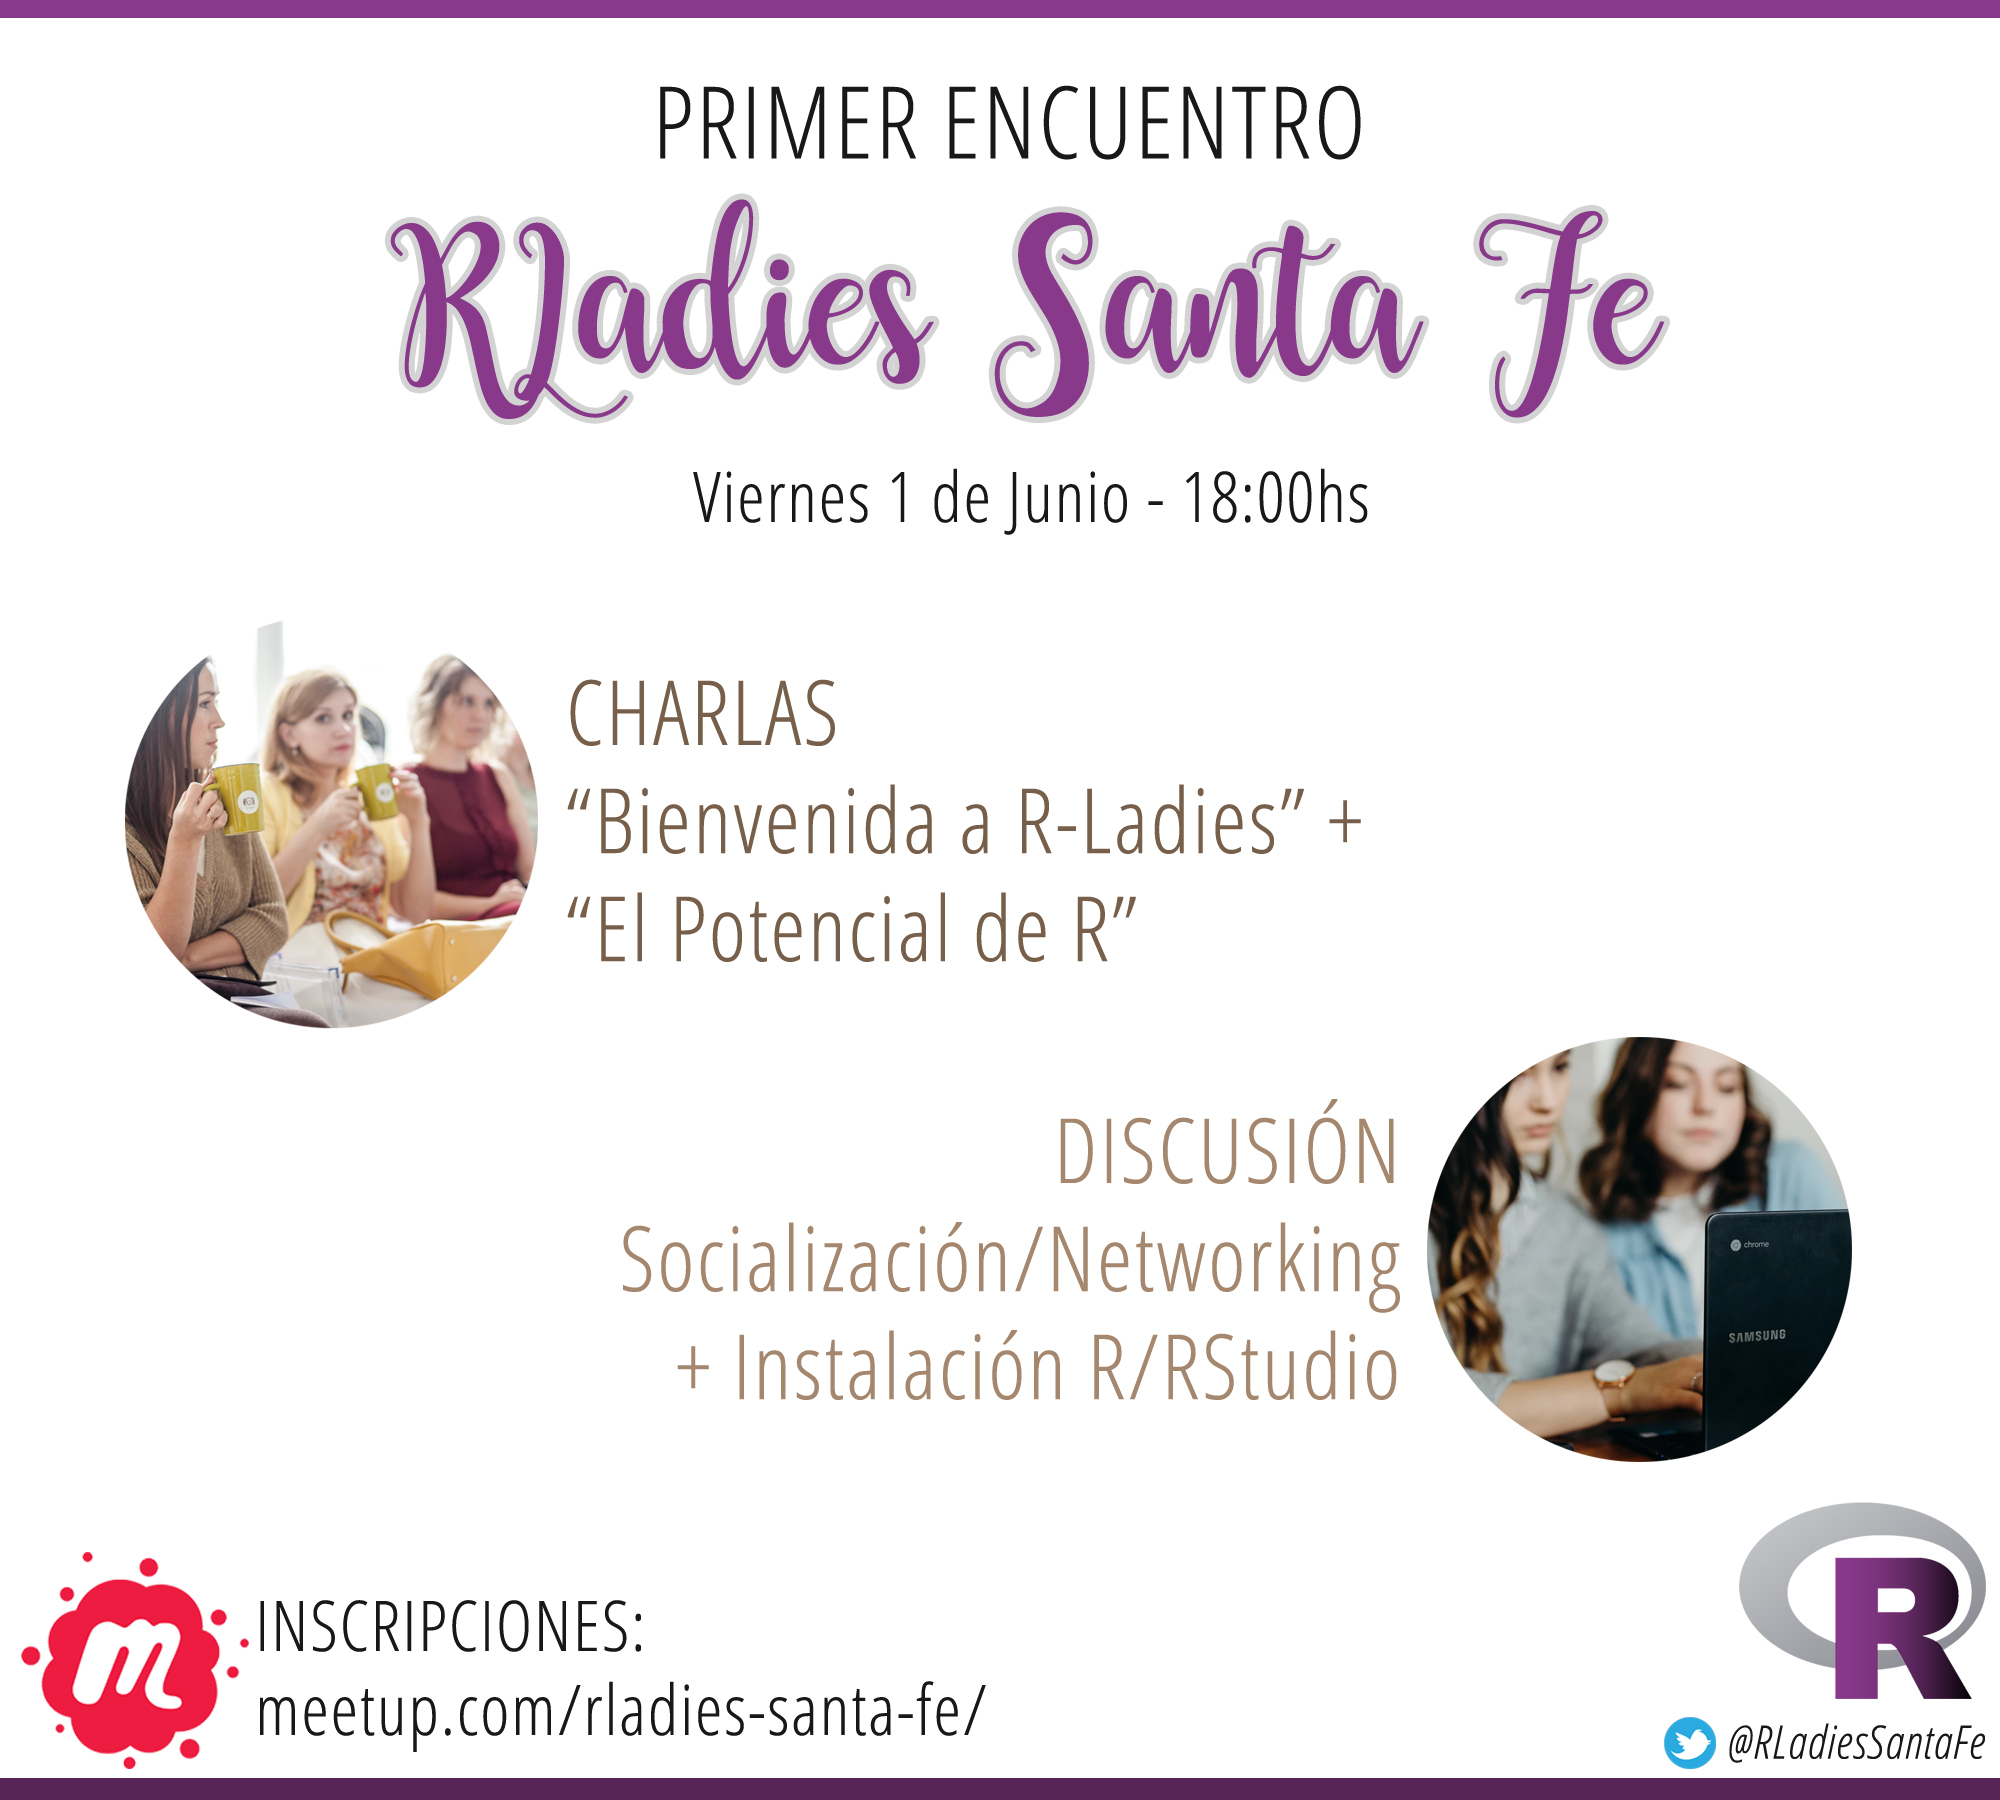 PRIMER ENCUENTRO
RLadies Santa Fe
Viernes 1 de Junio - 18:00hs
CHARLAS
“Bienvenida a R-Ladies” +
“El Potencial de R”
DISCUSIÓN
Socialización/Networking
+ Instalación R/RStudio
chrome
SAMSUNG
m
INSCRIPCIONES:
meetup.com/rladies-santa-fe/
R
@RLadiesSantaFe